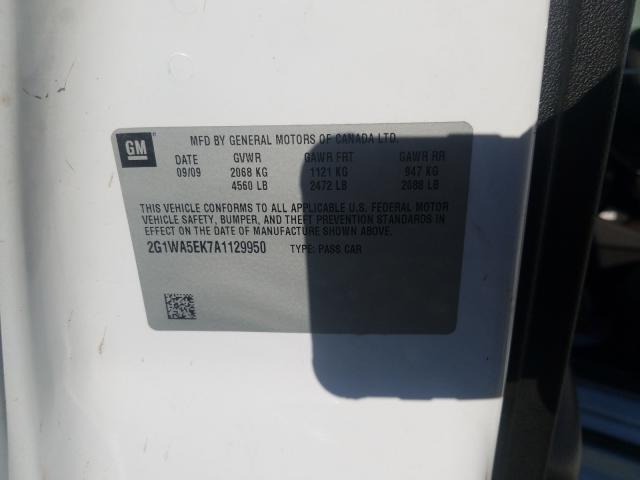 GM
MFD BY GENERAL MOTORS OF CANADA LTD.
DATE GVWR GAWR FRT GAWR RR
09/09 2068 KG 1121 KG 947 KG
4560 LB 2472 LB 2088 LB
THIS VEHICLE CONFORMS TO ALL APPLICABLE U.S. FEDERAL MOTOR
VEHICLE SAFETY, BUMPER, AND THEFT PREVENTION STANDARDS IN
EFFECT ON THE DATE OF MANUFACTURE SHOWN ABOVE.
2G1WA5EK7A1129950 TYPE: PASS CAR